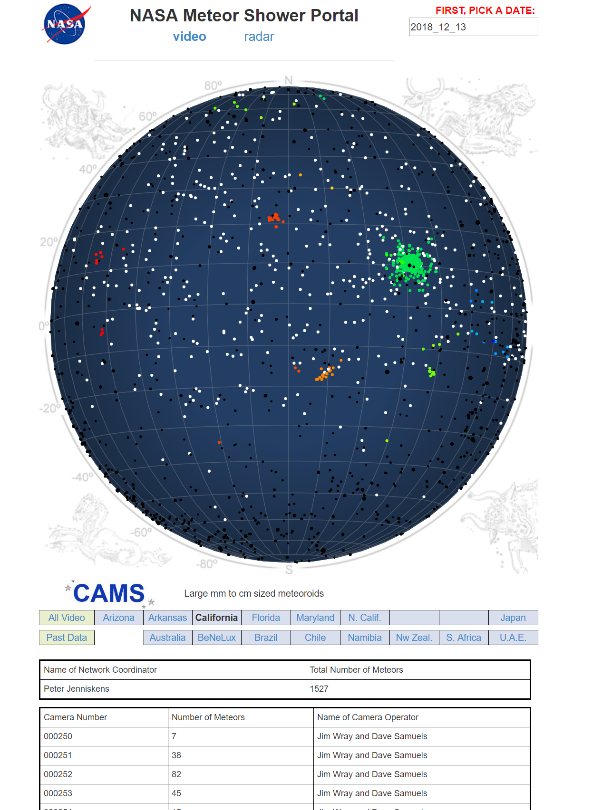 NASA
NASA Meteor Shower Portal
video radar
FIRST, PICK A DATE:
2018_12_13
N
80°
60°
40°
20°
0°
-20°
-40°
-60°
-80°
S
CAMS
Large mm to cm sized meteoroids
All Video Arizona Arkansas California Florida Maryland N. Calif. Japan
Past Data Australia BeNeLux Brazil Chile Namibia Nw Zeal. S. Africa U.A.E.
Name of Network Coordinator Total Number of Meteors
Peter Jenniskens 1527
Camera Number Number of Meteors Name of Camera Operator
000250 7 Jim Wray and Dave Samuels
000251 38 Jim Wray and Dave Samuels
000252 82 Jim Wray and Dave Samuels
000253 45 Jim Wray and Dave Samuels